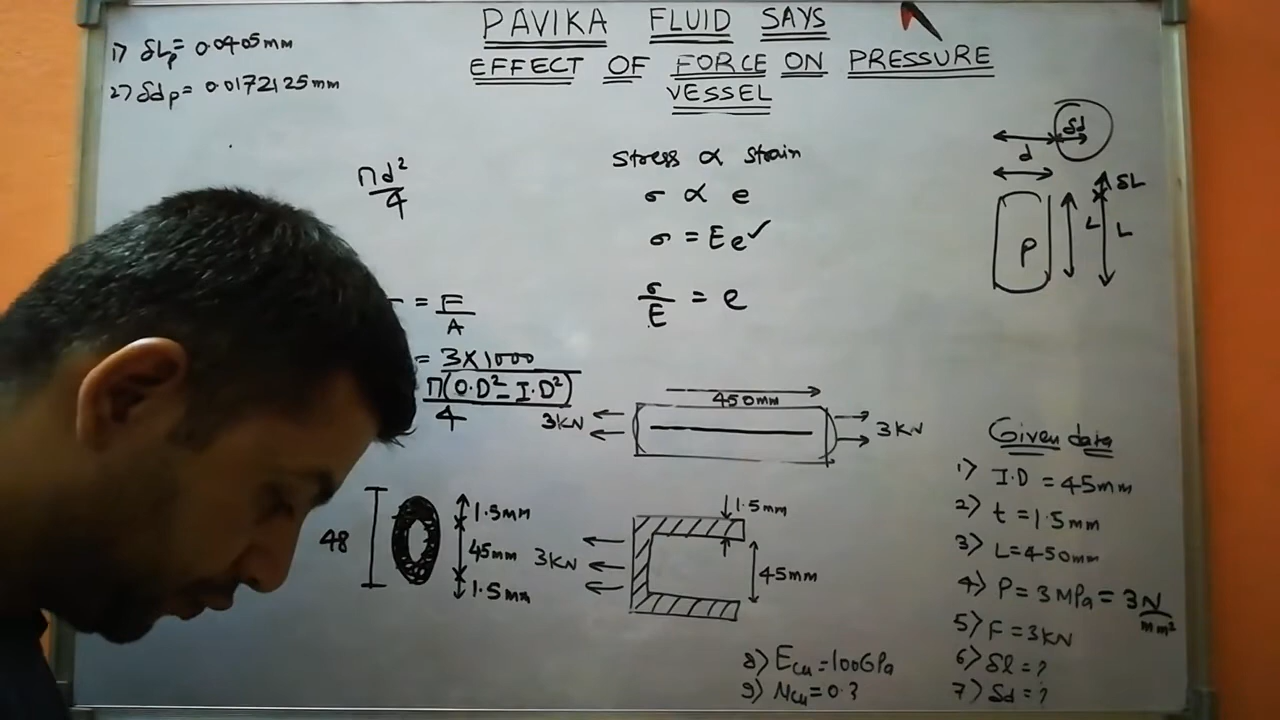 PAVIKA FLUID SAYS
EFFECT OF FORCE ON PRESSURE
VESSEL
1) δLp = 0.0405mm
2) δdp = 0.0172125mm
πd²/4
Stress ∝ Strain
σ ∝ e
σ = Ee✓
σ/E = e
δd
d
δL
L
L
P
= F/A
= 3×1000
π(O.D²-I.D²)
4
450mm
3KN
3KN
48
1.5mm
45mm
1.5mm
3KN
1.5mm
45mm
Given data
1) I.D = 45mm
2) t = 1.5mm
3) L=450mm
4) P = 3MPa = 3N/mm²
5) F = 3KN
6) δl = ?
7) δd = ?
8) Ecu = 100GPa
9) μcu = 0.3